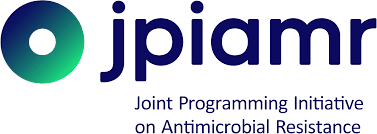 jpiamr
Joint Programming Initiative
on Antimicrobial Resistance